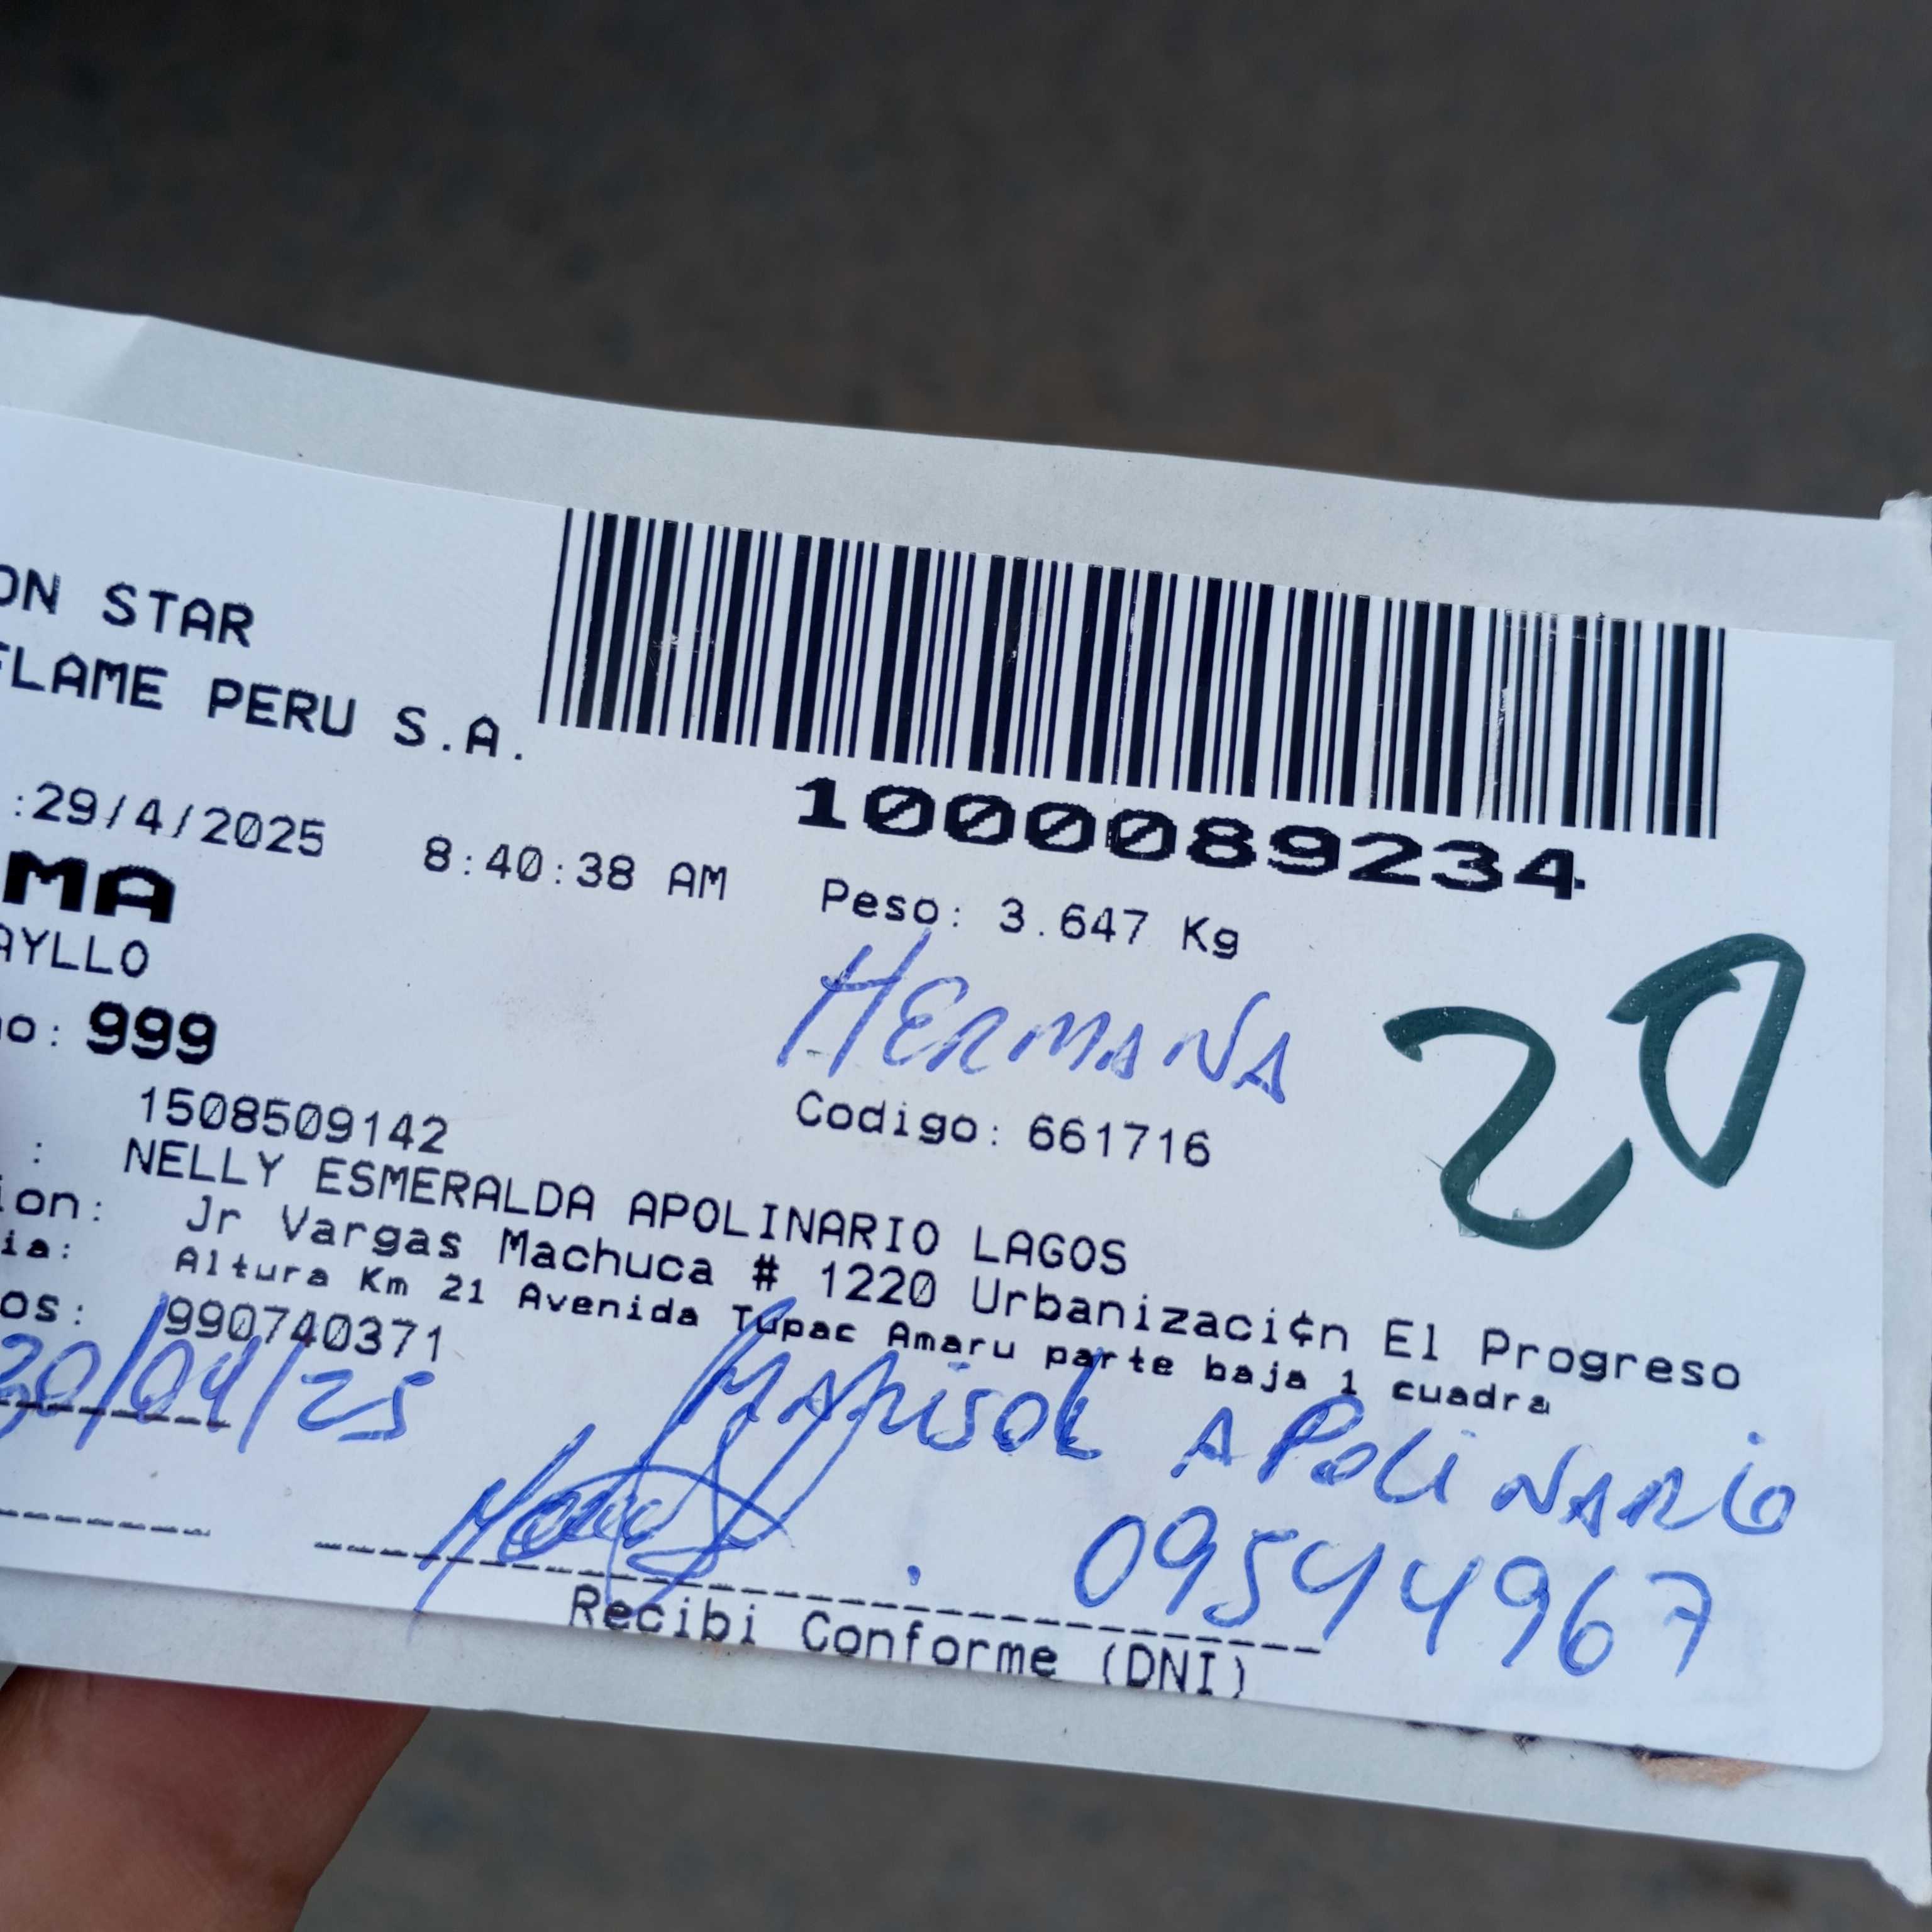 ON STAR
FLAME PERU S.A.
:29/4/2025 8:40:38 AM
1000089234
Peso: 3.647 Kg
MA
AYLLO
HERMANA
20
o: 999
1508509142
Codigo: 661716
: NELLY ESMERALDA APOLINARIO LAGOS
ion: Jr Vargas Machuca # 1220 Urbanizaci¢n El Progreso
ia: Altura Km 21 Avenida Tupac Amaru parte baja 1 cuadra
os: 990740371
30/04/25
MARISOL APOLINARIO
09544967
Recibi Conforme (DNI)